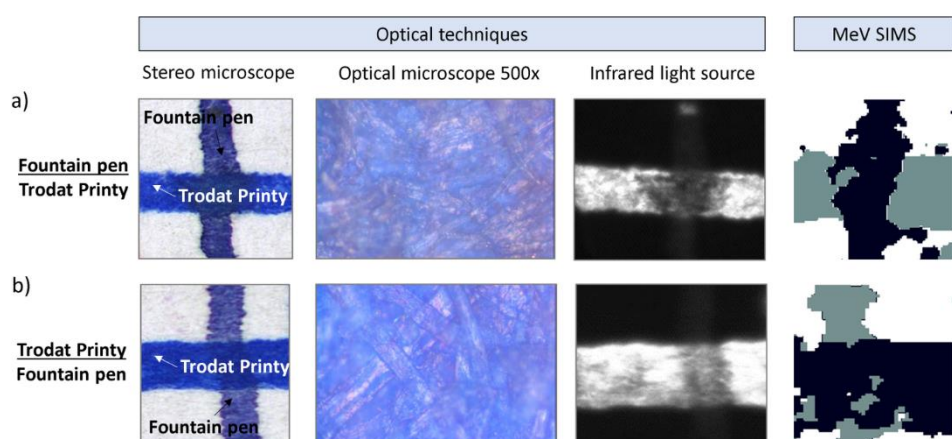 Optical techniques
MeV SIMS
Stereo microscope
Optical microscope 500x
Infrared light source
a)
Fountain pen
Trodat Printy
Fountain pen
Trodat Printy
b)
Trodat Printy
Fountain pen
Trodat Printy
Fountain pen